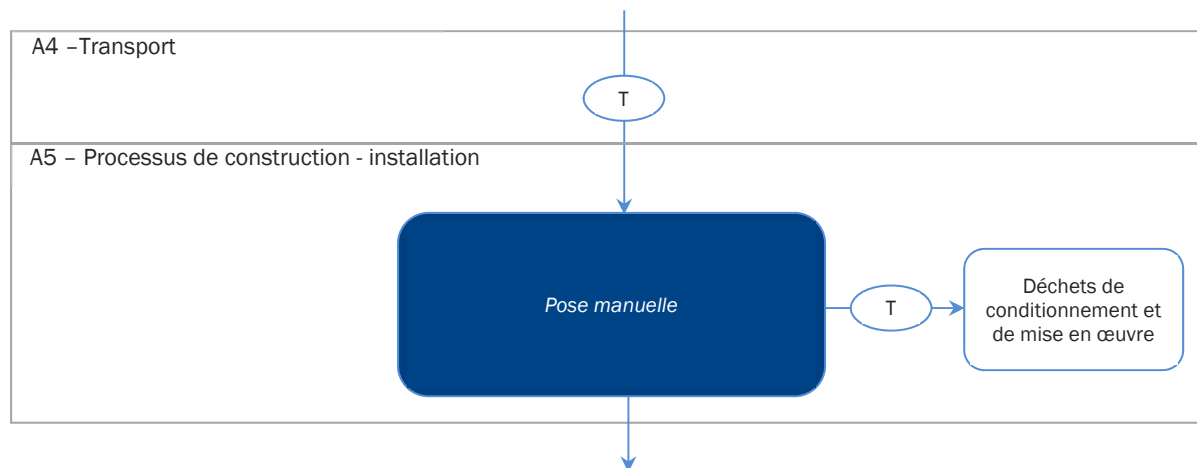 A4 –Transport
T
A5 – Processus de construction - installation
Pose manuelle
T
Déchets de
conditionnement et
de mise en œuvre